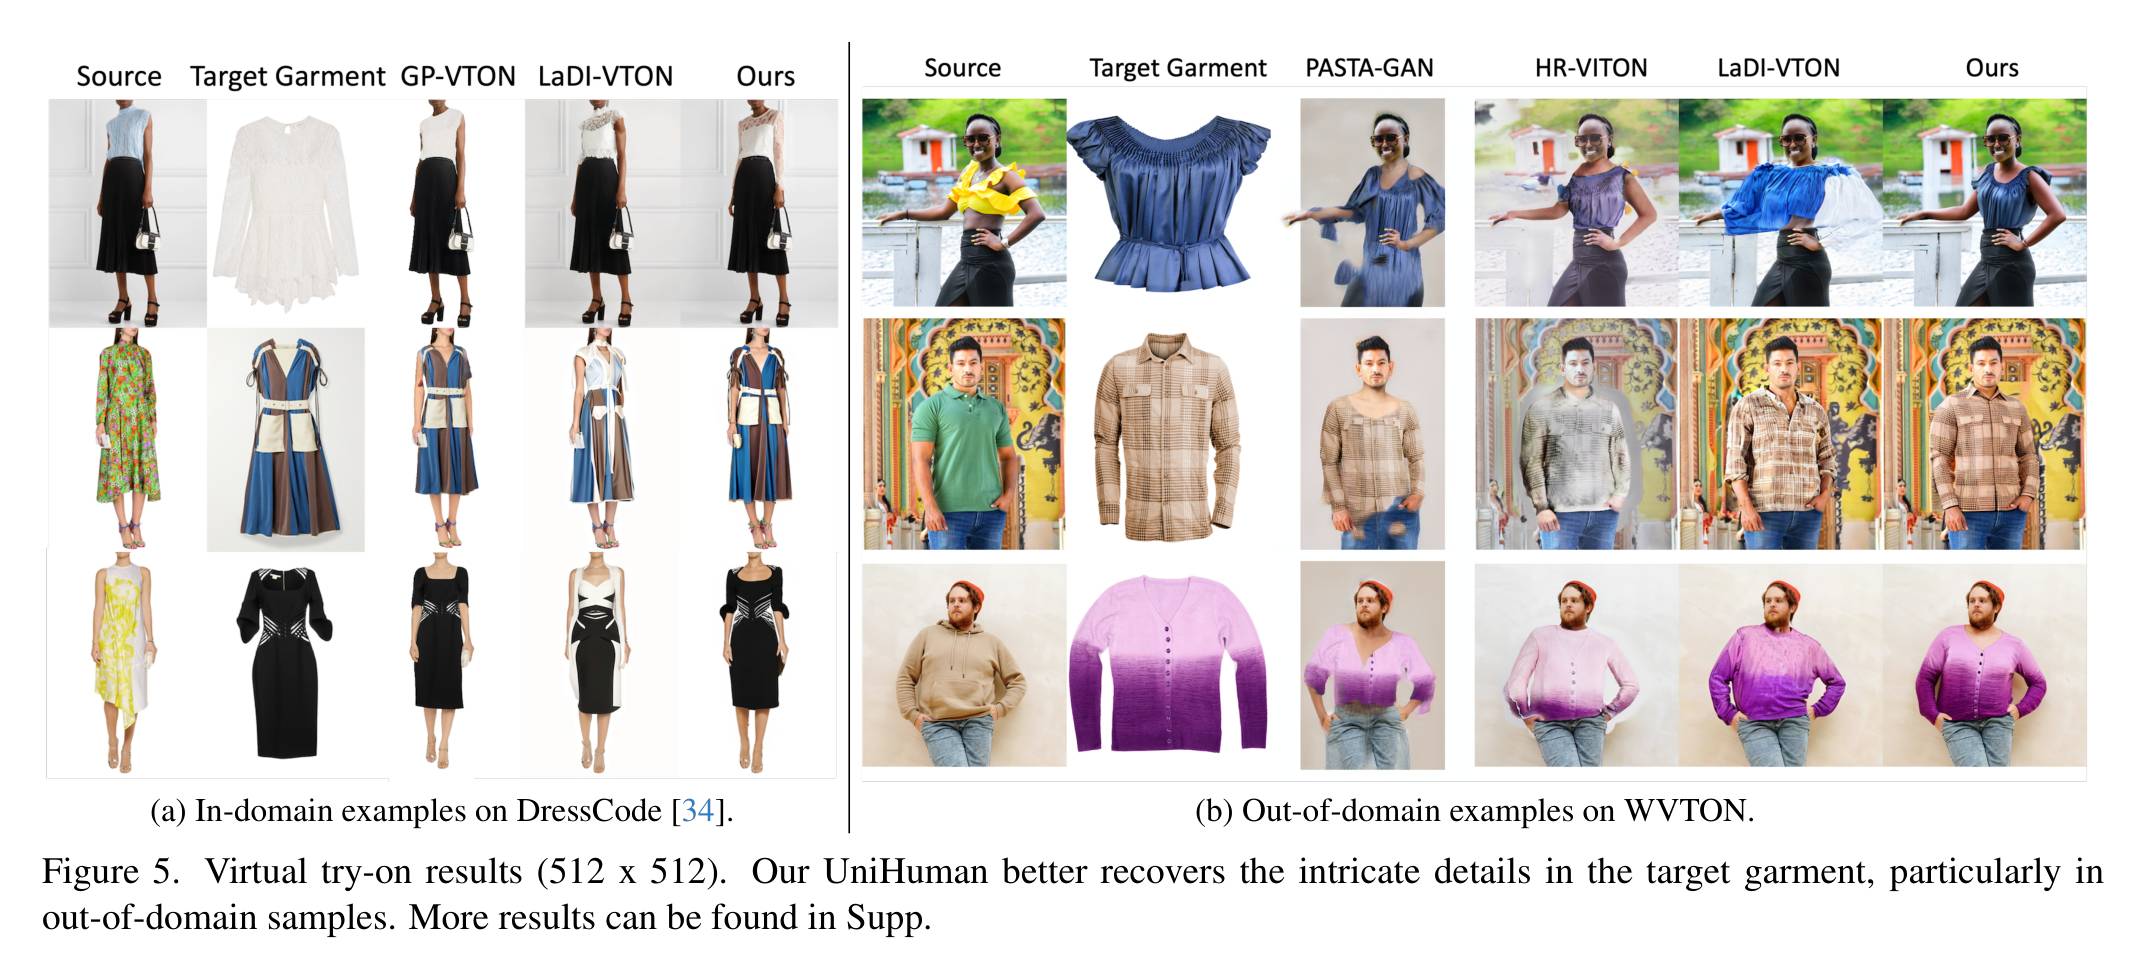 Source Target Garment GP-VTON LaDI-VTON Ours
Source Target Garment PASTA-GAN HR-VITON LaDI-VTON Ours
(a) In-domain examples on DressCode [34].
(b) Out-of-domain examples on WVTON.
Figure 5. Virtual try-on results (512 x 512). Our UniHuman better recovers the intricate details in the target garment, particularly in
out-of-domain samples. More results can be found in Supp.